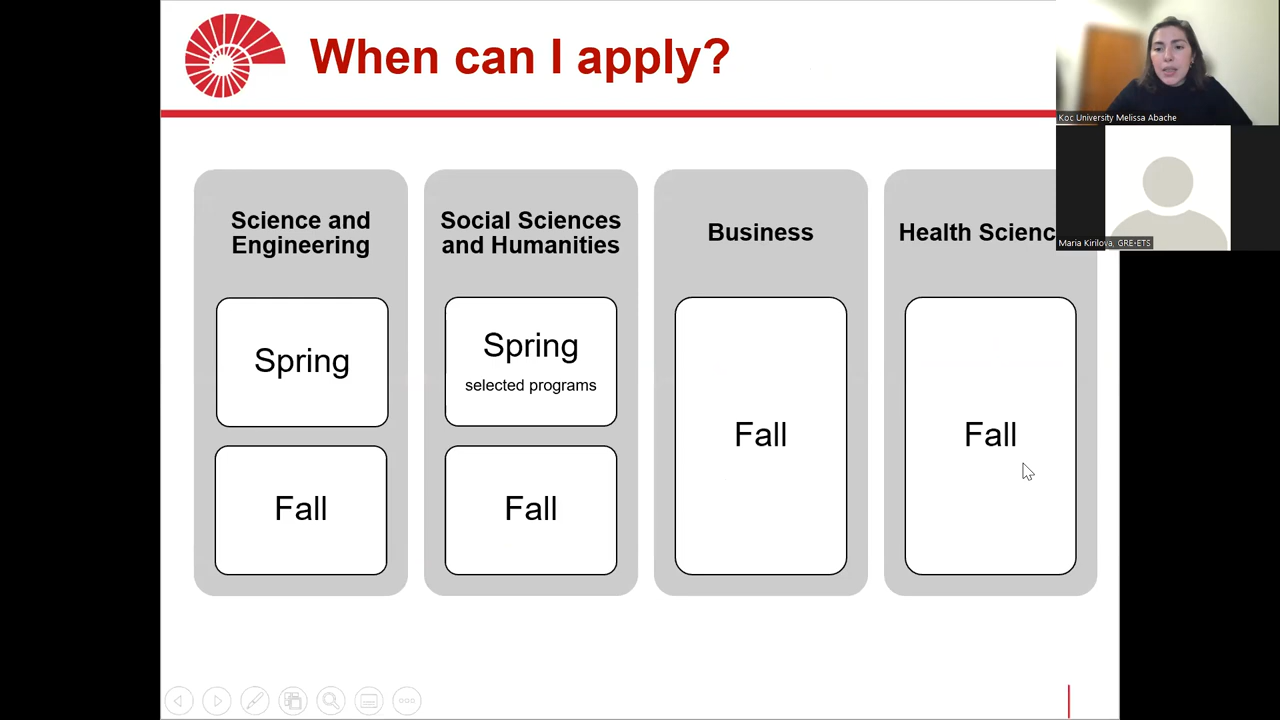 When can I apply?
Koc University Melissa Abache
Maria Kirilova, GRE-ETS
Science and
Engineering
Spring
Fall
Social Sciences
and Humanities
Spring
selected programs
Fall
Business
Fall
Health Scienc
Fall